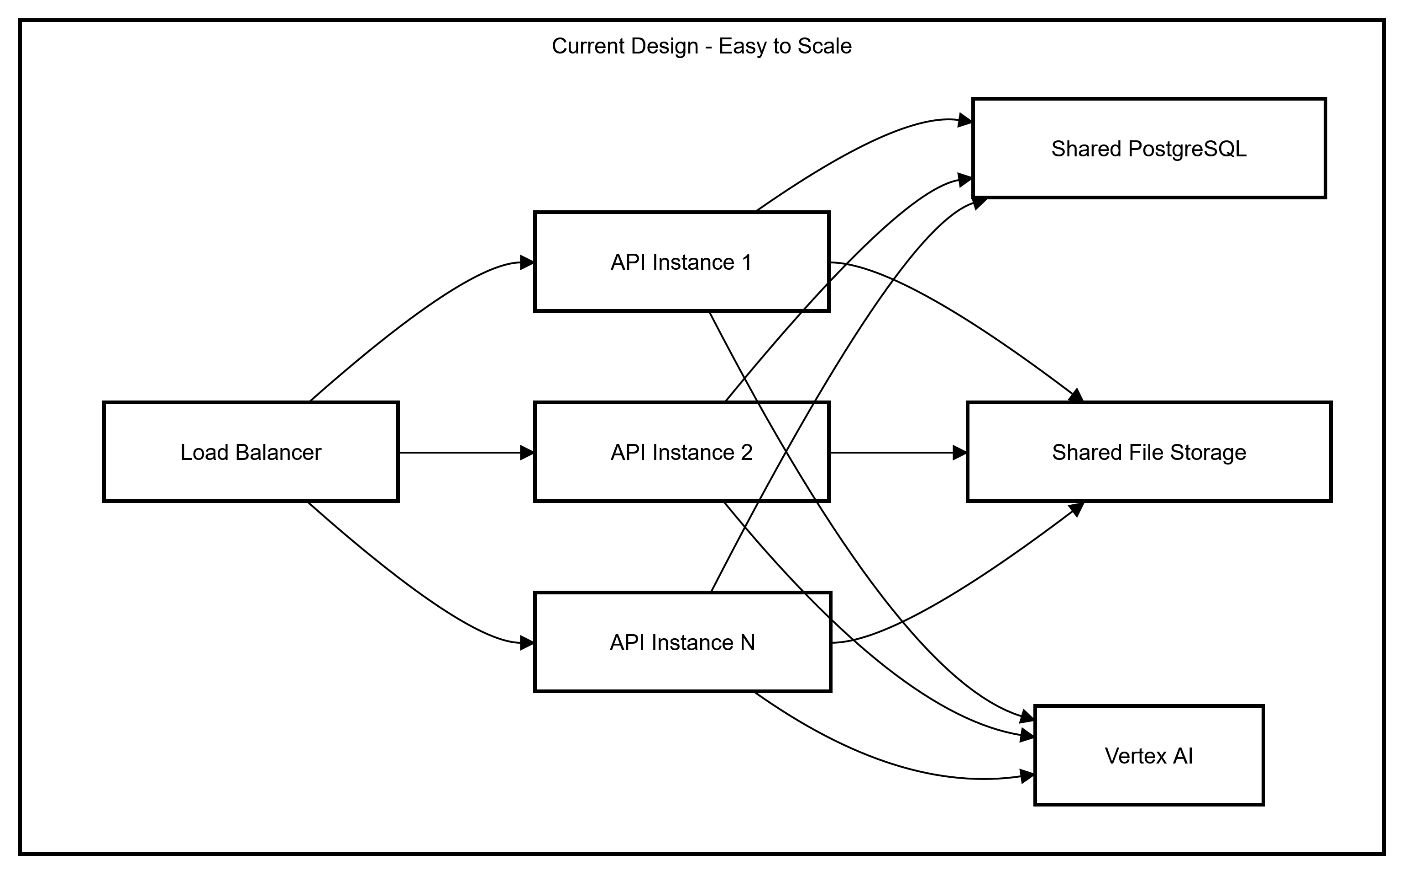 Current Design - Easy to Scale
Shared PostgreSQL
API Instance 1
Load Balancer
API Instance 2
Shared File Storage
API Instance N
Vertex AI